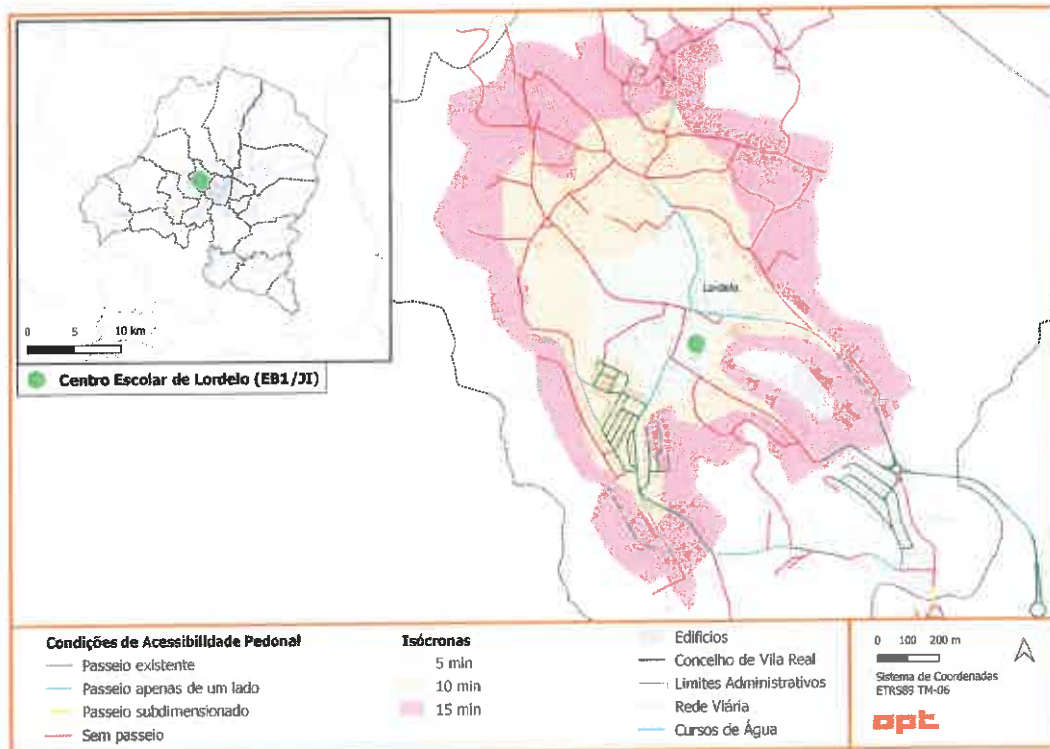 Lordelo
0 5 10 km
Centro Escolar de Lordelo (EB1/JI)
Condições de Acessibilidade Pedonal
Passeio existente
Passeio apenas de um lado
Passeio subdimensionado
Sem passeio
Isócronas
5 min
10 min
15 min
Edifícios
Concelho de Vila Real
Limites Administrativos
Rede Viária
Cursos de Água
0 100 200 m
Sistema de Coordenadas
ETRS89 TM-06
opt